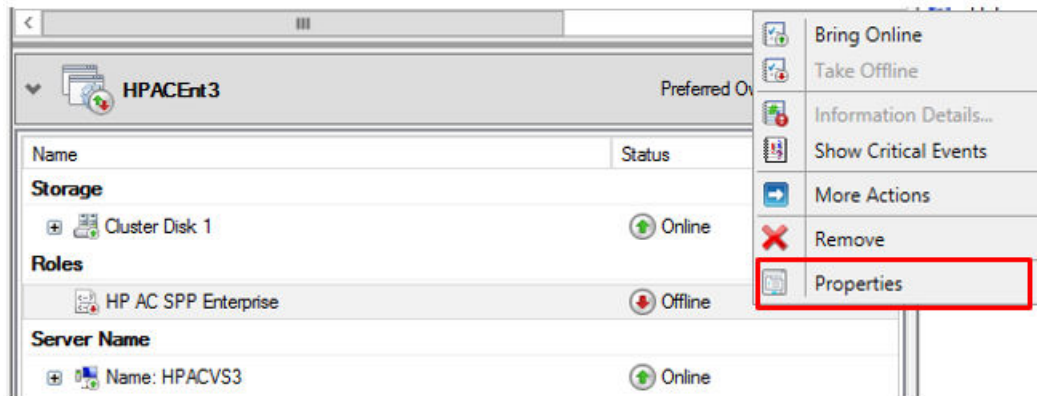 HPACEnt3
Preferred
Name
Status
Storage
Cluster Disk 1
Online
Roles
HP AC SPP Enterprise
Offline
Server Name
Name: HPACVS3
Online
Bring Online
Take Offline
Information Details...
Show Critical Events
More Actions
Remove
Properties